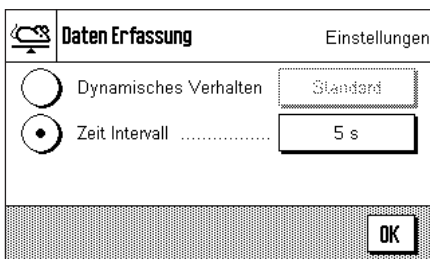 Daten Erfassung Einstellungen
Dynamisches Verhalten Standard
Zeit Intervall ................. 5 s
OK